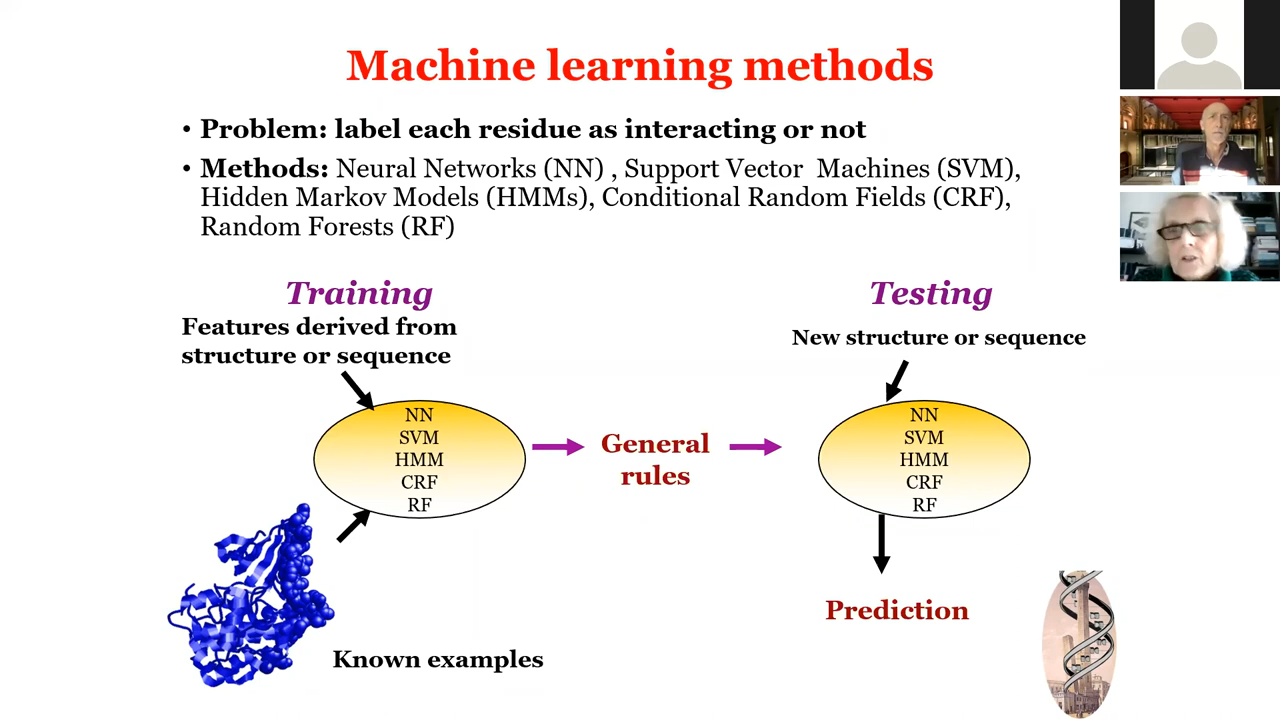 Machine learning methods
• Problem: label each residue as interacting or not
• Methods: Neural Networks (NN) , Support Vector Machines (SVM),
Hidden Markov Models (HMMs), Conditional Random Fields (CRF),
Random Forests (RF)
Training
Features derived from
structure or sequence
NN
SVM
HMM
CRF
RF
Known examples
General
rules
Testing
New structure or sequence
NN
SVM
HMM
CRF
RF
Prediction